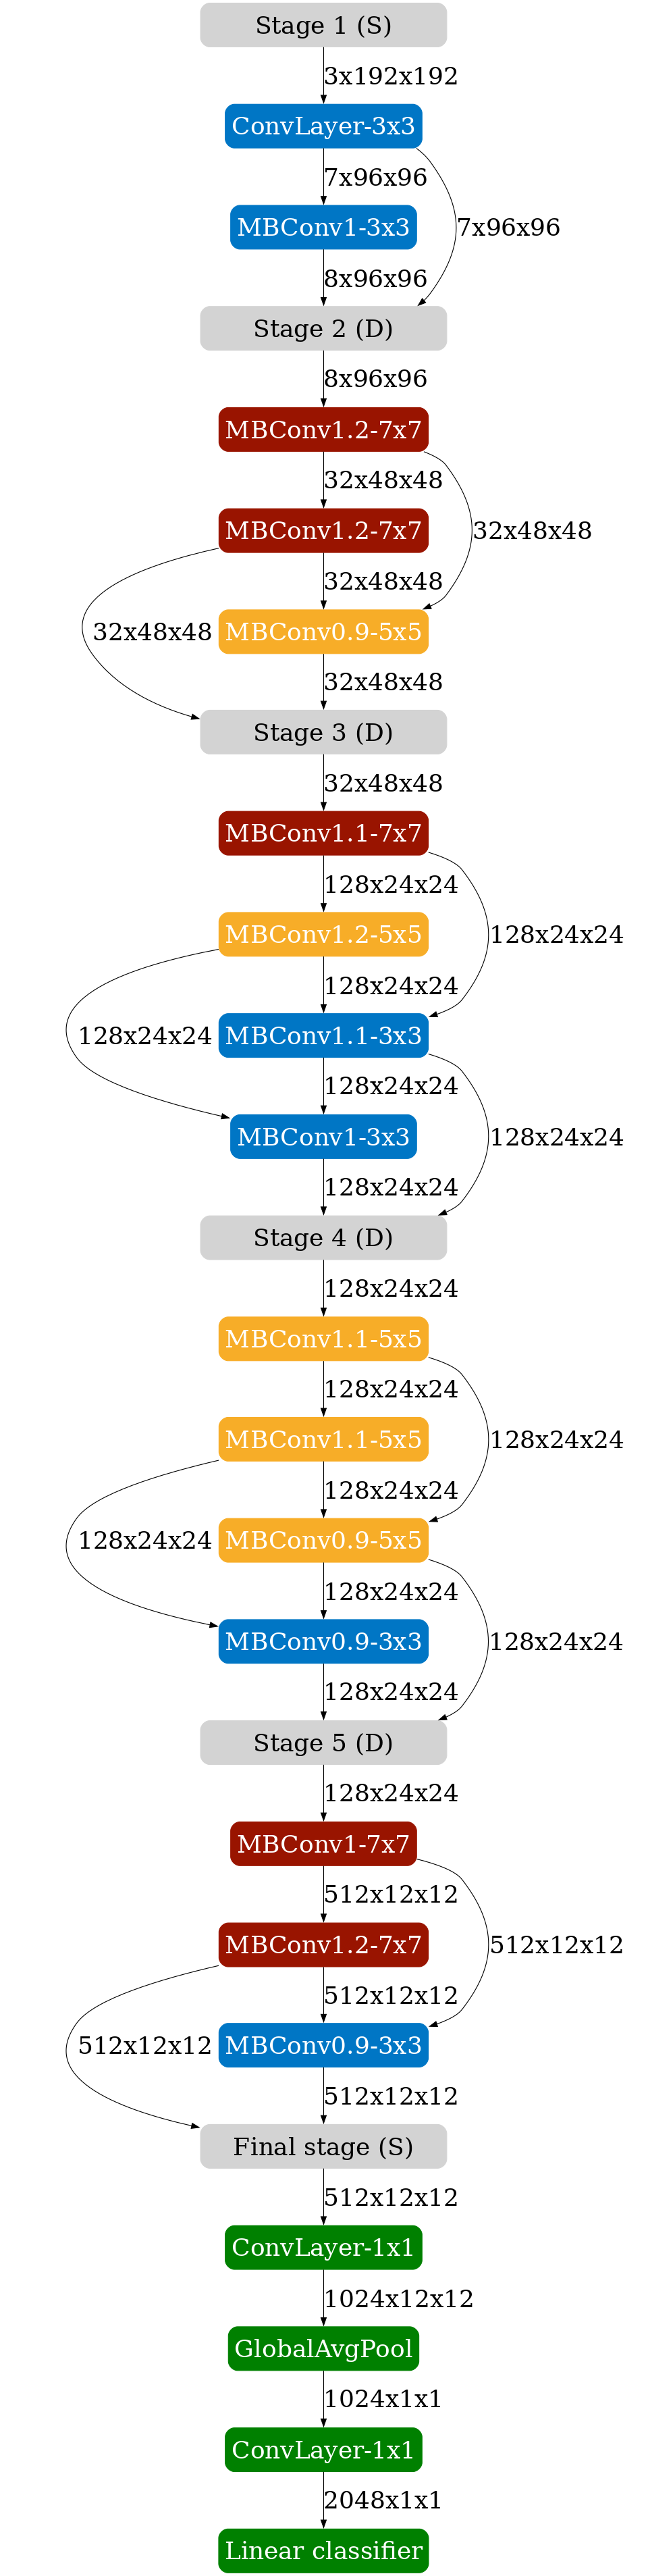 Stage 1 (S)
3x192x192
ConvLayer-3x3
7x96x96
MBConv1-3x3
7x96x96
8x96x96
Stage 2 (D)
8x96x96
MBConv1.2-7x7
32x48x48
MBConv1.2-7x7
32x48x48
32x48x48
32x48x48
MBConv0.9-5x5
32x48x48
Stage 3 (D)
32x48x48
MBConv1.1-7x7
128x24x24
MBConv1.2-5x5
128x24x24
128x24x24
128x24x24
MBConv1.1-3x3
128x24x24
MBConv1-3x3
128x24x24
128x24x24
Stage 4 (D)
128x24x24
MBConv1.1-5x5
128x24x24
MBConv1.1-5x5
128x24x24
128x24x24
128x24x24
MBConv0.9-5x5
128x24x24
MBConv0.9-3x3
128x24x24
128x24x24
Stage 5 (D)
128x24x24
MBConv1-7x7
512x12x12
MBConv1.2-7x7
512x12x12
512x12x12
512x12x12
MBConv0.9-3x3
512x12x12
Final stage (S)
512x12x12
ConvLayer-1x1
1024x12x12
GlobalAvgPool
1024x1x1
ConvLayer-1x1
2048x1x1
Linear classifier